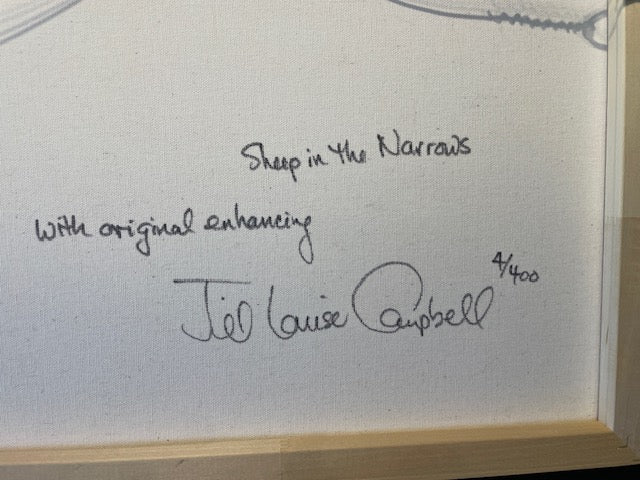 Sheep in the Narrows
with original enhancing
Jill Louise Campbell 4/400